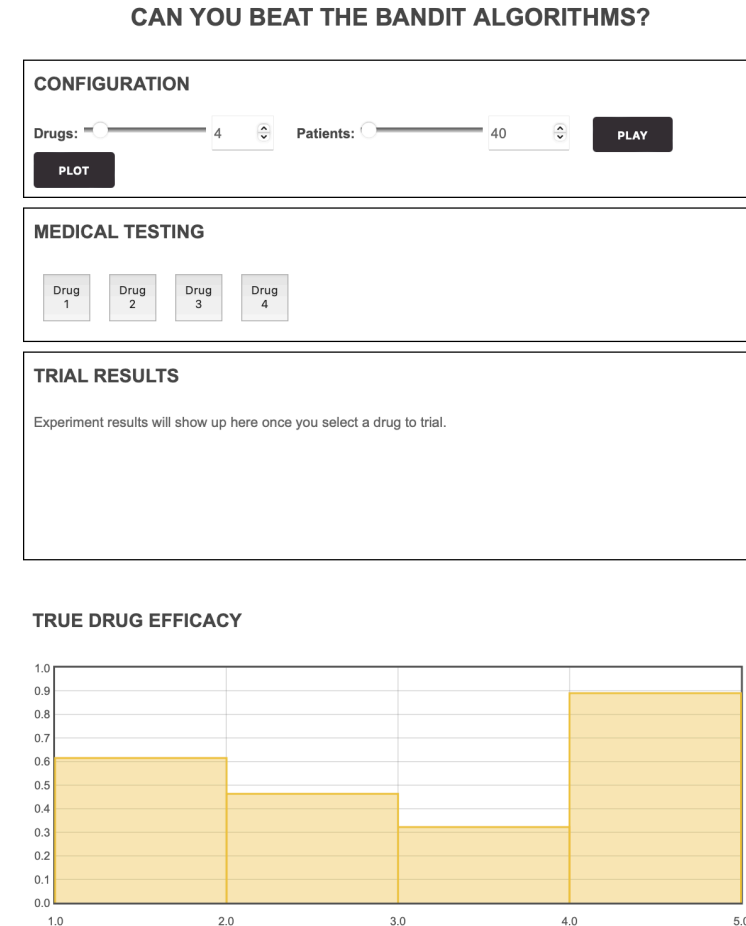 CAN YOU BEAT THE BANDIT ALGORITHMS?
CONFIGURATION
Drugs: 4 Patients: 40 PLAY
PLOT
MEDICAL TESTING
Drug 1 Drug 2 Drug 3 Drug 4
TRIAL RESULTS
Experiment results will show up here once you select a drug to trial.
TRUE DRUG EFFICACY
1.0
0.9
0.8
0.7
0.6
0.5
0.4
0.3
0.2
0.1
0.0
1.0 2.0 3.0 4.0 5.0